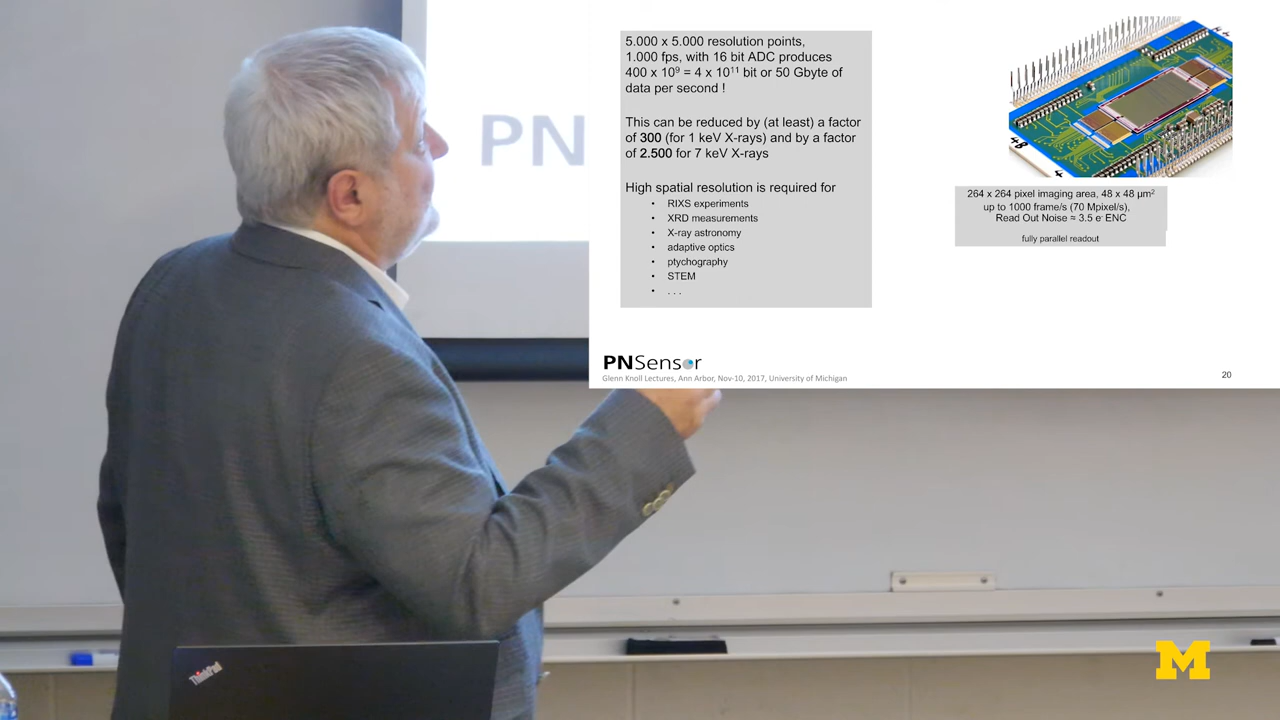 PN
5.000 x 5.000 resolution points,
1.000 fps, with 16 bit ADC produces
400 x 10⁹ = 4 x 10¹¹ bit or 50 Gbyte of
data per second !
This can be reduced by (at least) a factor
of 300 (for 1 keV X-rays) and by a factor
of 2.500 for 7 keV X-rays
High spatial resolution is required for
• RIXS experiments
• XRD measurements
• X-ray astronomy
• adaptive optics
• ptychography
• STEM
• . . .
48
264 x 264 pixel imaging area, 48 x 48 µm²
up to 1000 frame/s (70 Mpixel/s),
Read Out Noise ≈ 3.5 e⁻ ENC
fully parallel readout
PNSensor
Glenn Knoll Lectures, Ann Arbor, Nov-10, 2017, University of Michigan
20
ThinkPad
M